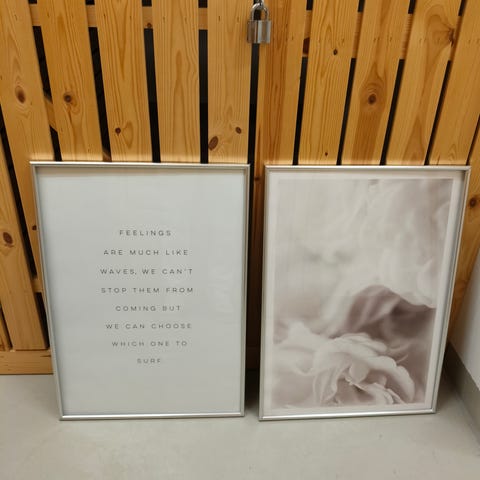 FEELINGS
ARE MUCH LIKE
WAVES, WE CAN'T
STOP THEM FROM
COMING BUT
WE CAN CHOOSE
WHICH ONE TO
SURF.